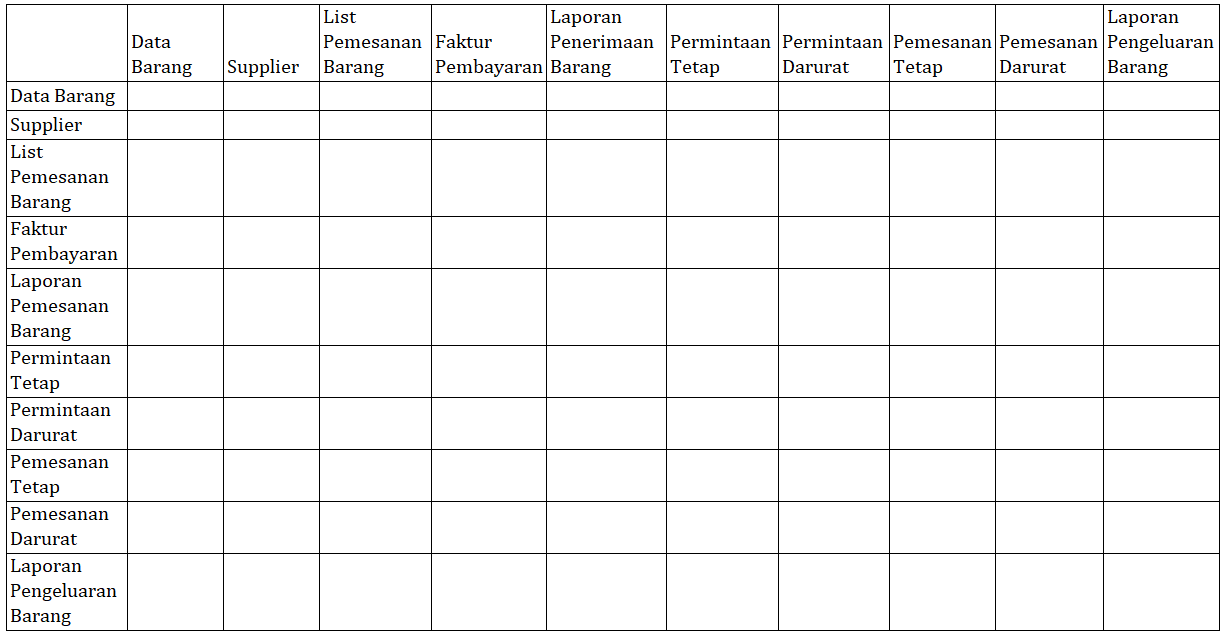 Data Barang
Supplier
List Pemesanan Barang
Faktur Pembayaran
Laporan Penerimaan Barang
Permintaan Tetap
Permintaan Darurat
Pemesanan Tetap
Pemesanan Darurat
Laporan Pengeluaran Barang
Data Barang
Supplier
List
Pemesanan
Barang
Faktur
Pembayaran
Laporan
Pemesanan
Barang
Permintaan
Tetap
Permintaan
Darurat
Pemesanan
Tetap
Pemesanan
Darurat
Laporan
Pengeluaran
Barang